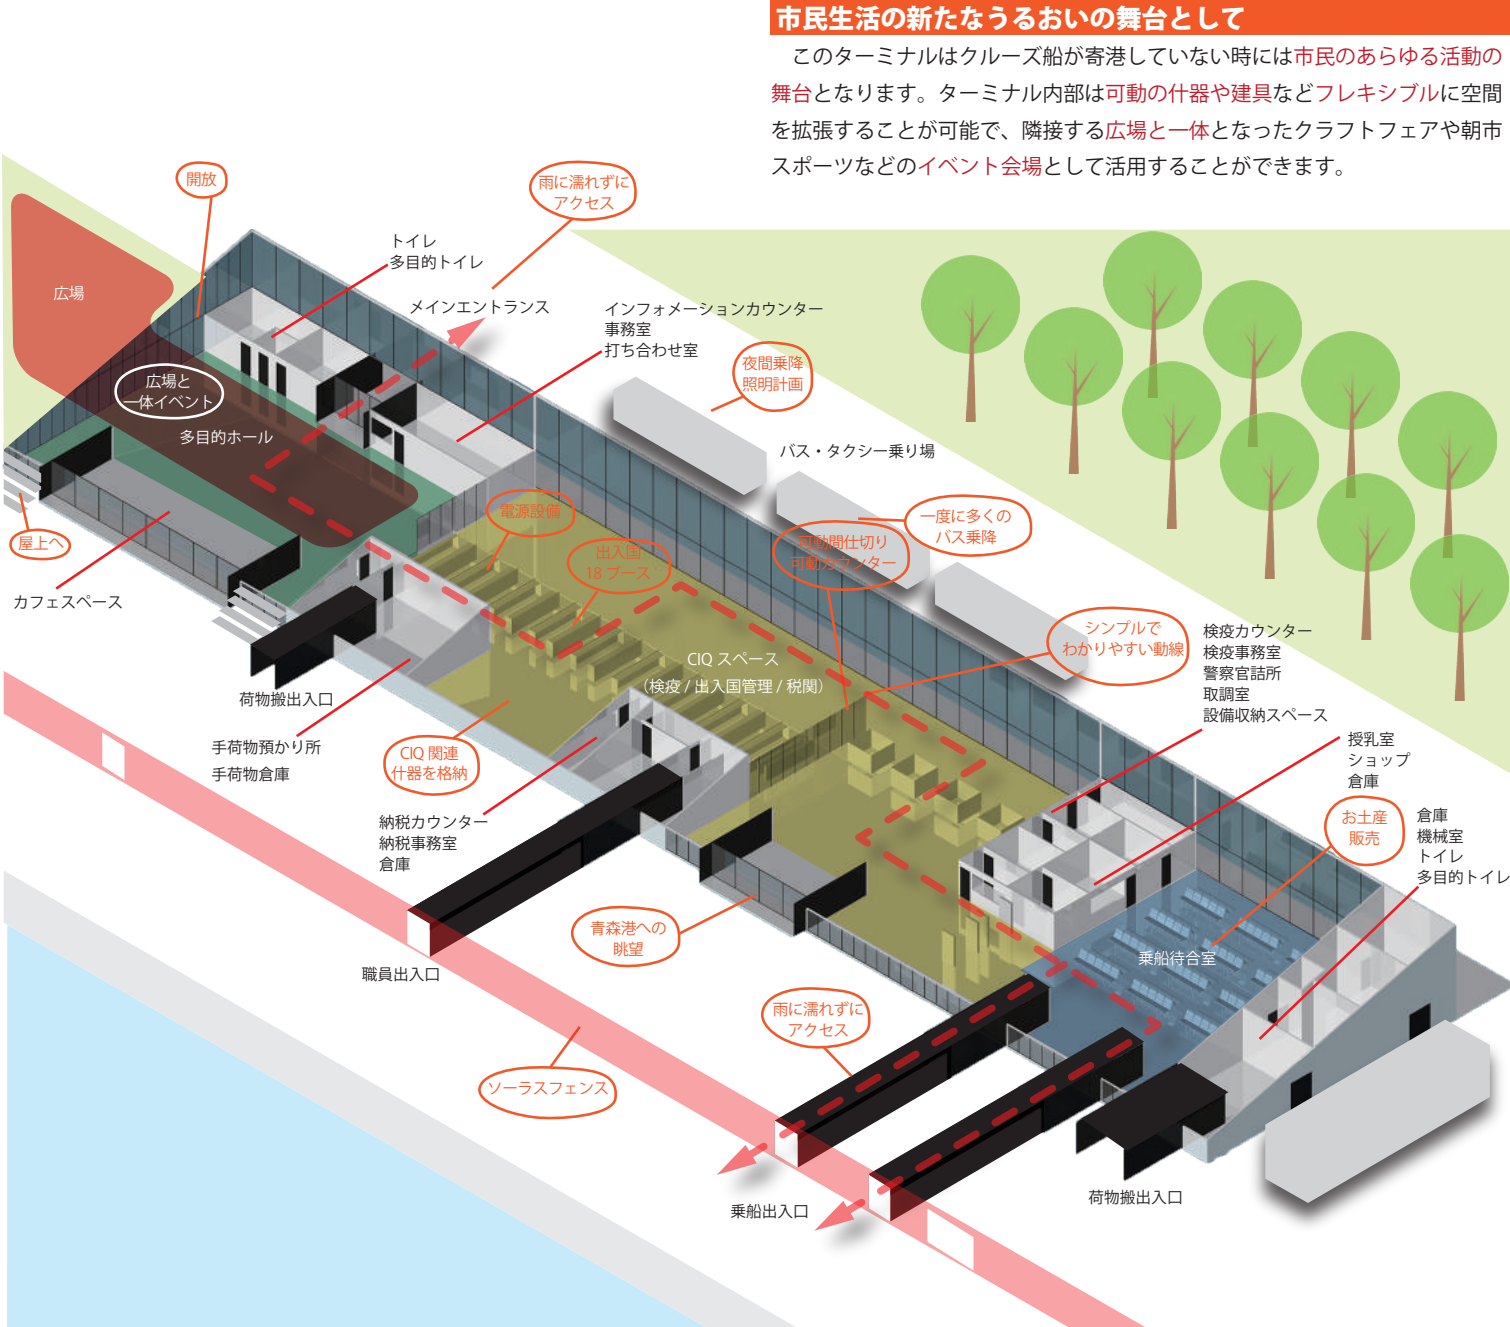 市民生活の新たなうるおいの舞台として
このターミナルはクルーズ船が寄港していない時には市民のあらゆる活動の
舞台となります。ターミナル内部は可動の什器や建具などフレキシブルに空間
を拡張することが可能で、隣接する広場と一体となったクラフトフェアや朝市
スポーツなどのイベント会場として活用することができます。
開放
雨に濡れずに
アクセス
トイレ
多目的トイレ
広場
メインエントランス
インフォメーションカウンター
事務室
打ち合わせ室
夜間乗降
照明計画
広場と
一体イベント
多目的ホール
バス・タクシー乗り場
電源設備
一度に多くの
バス乗降
屋上へ
出入国
18 ブース
可動間仕切り
可動カウンター
カフェスペース
シンプルで
わかりやすい動線
検疫カウンター
検疫事務室
警察官詰所
取調室
設備収納スペース
CIQ スペース
（検疫 / 出入国管理 / 税関）
荷物搬出入口
手荷物預かり所
手荷物倉庫
CIQ 関連
什器を格納
授乳室
ショップ
倉庫
納税カウンター
納税事務室
倉庫
お土産
販売
倉庫
機械室
トイレ
多目的トイレ
青森港への
眺望
乗船待合室
職員出入口
雨に濡れずに
アクセス
ソーラスフェンス
乗船出入口
荷物搬出入口